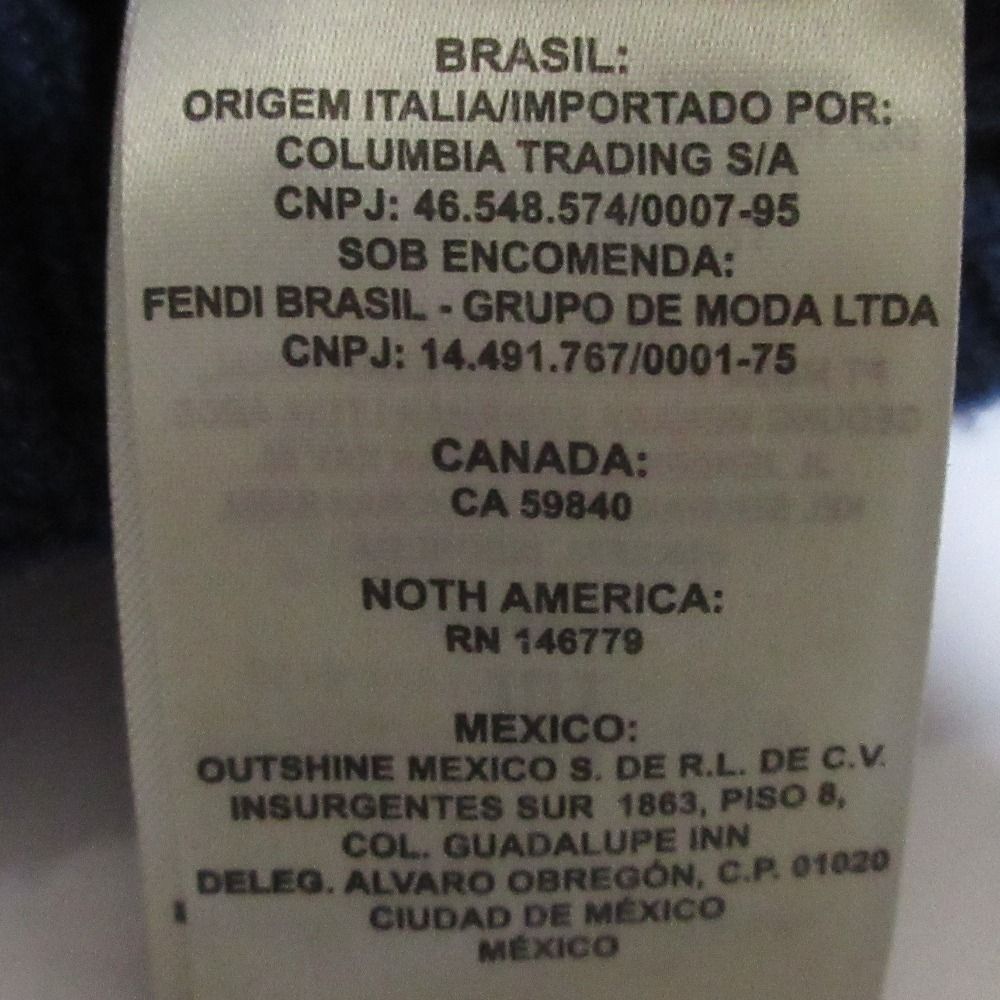 BRASIL:
ORIGEM ITALIA/IMPORTADO POR:
COLUMBIA TRADING S/A
CNPJ: 46.548.574/0007-95
SOB ENCOMENDA:
FENDI BRASIL - GRUPO DE MODA LTDA
CNPJ: 14.491.767/0001-75
CANADA:
CA 59840
NOTH AMERICA:
RN 146779
MEXICO:
OUTSHINE MEXICO S. DE R.L. DE C.V.
INSURGENTES SUR 1863, PISO 8,
COL. GUADALUPE INN
DELEG. ALVARO OBREGÓN, C.P. 01020
CIUDAD DE MÉXICO
MÉXICO